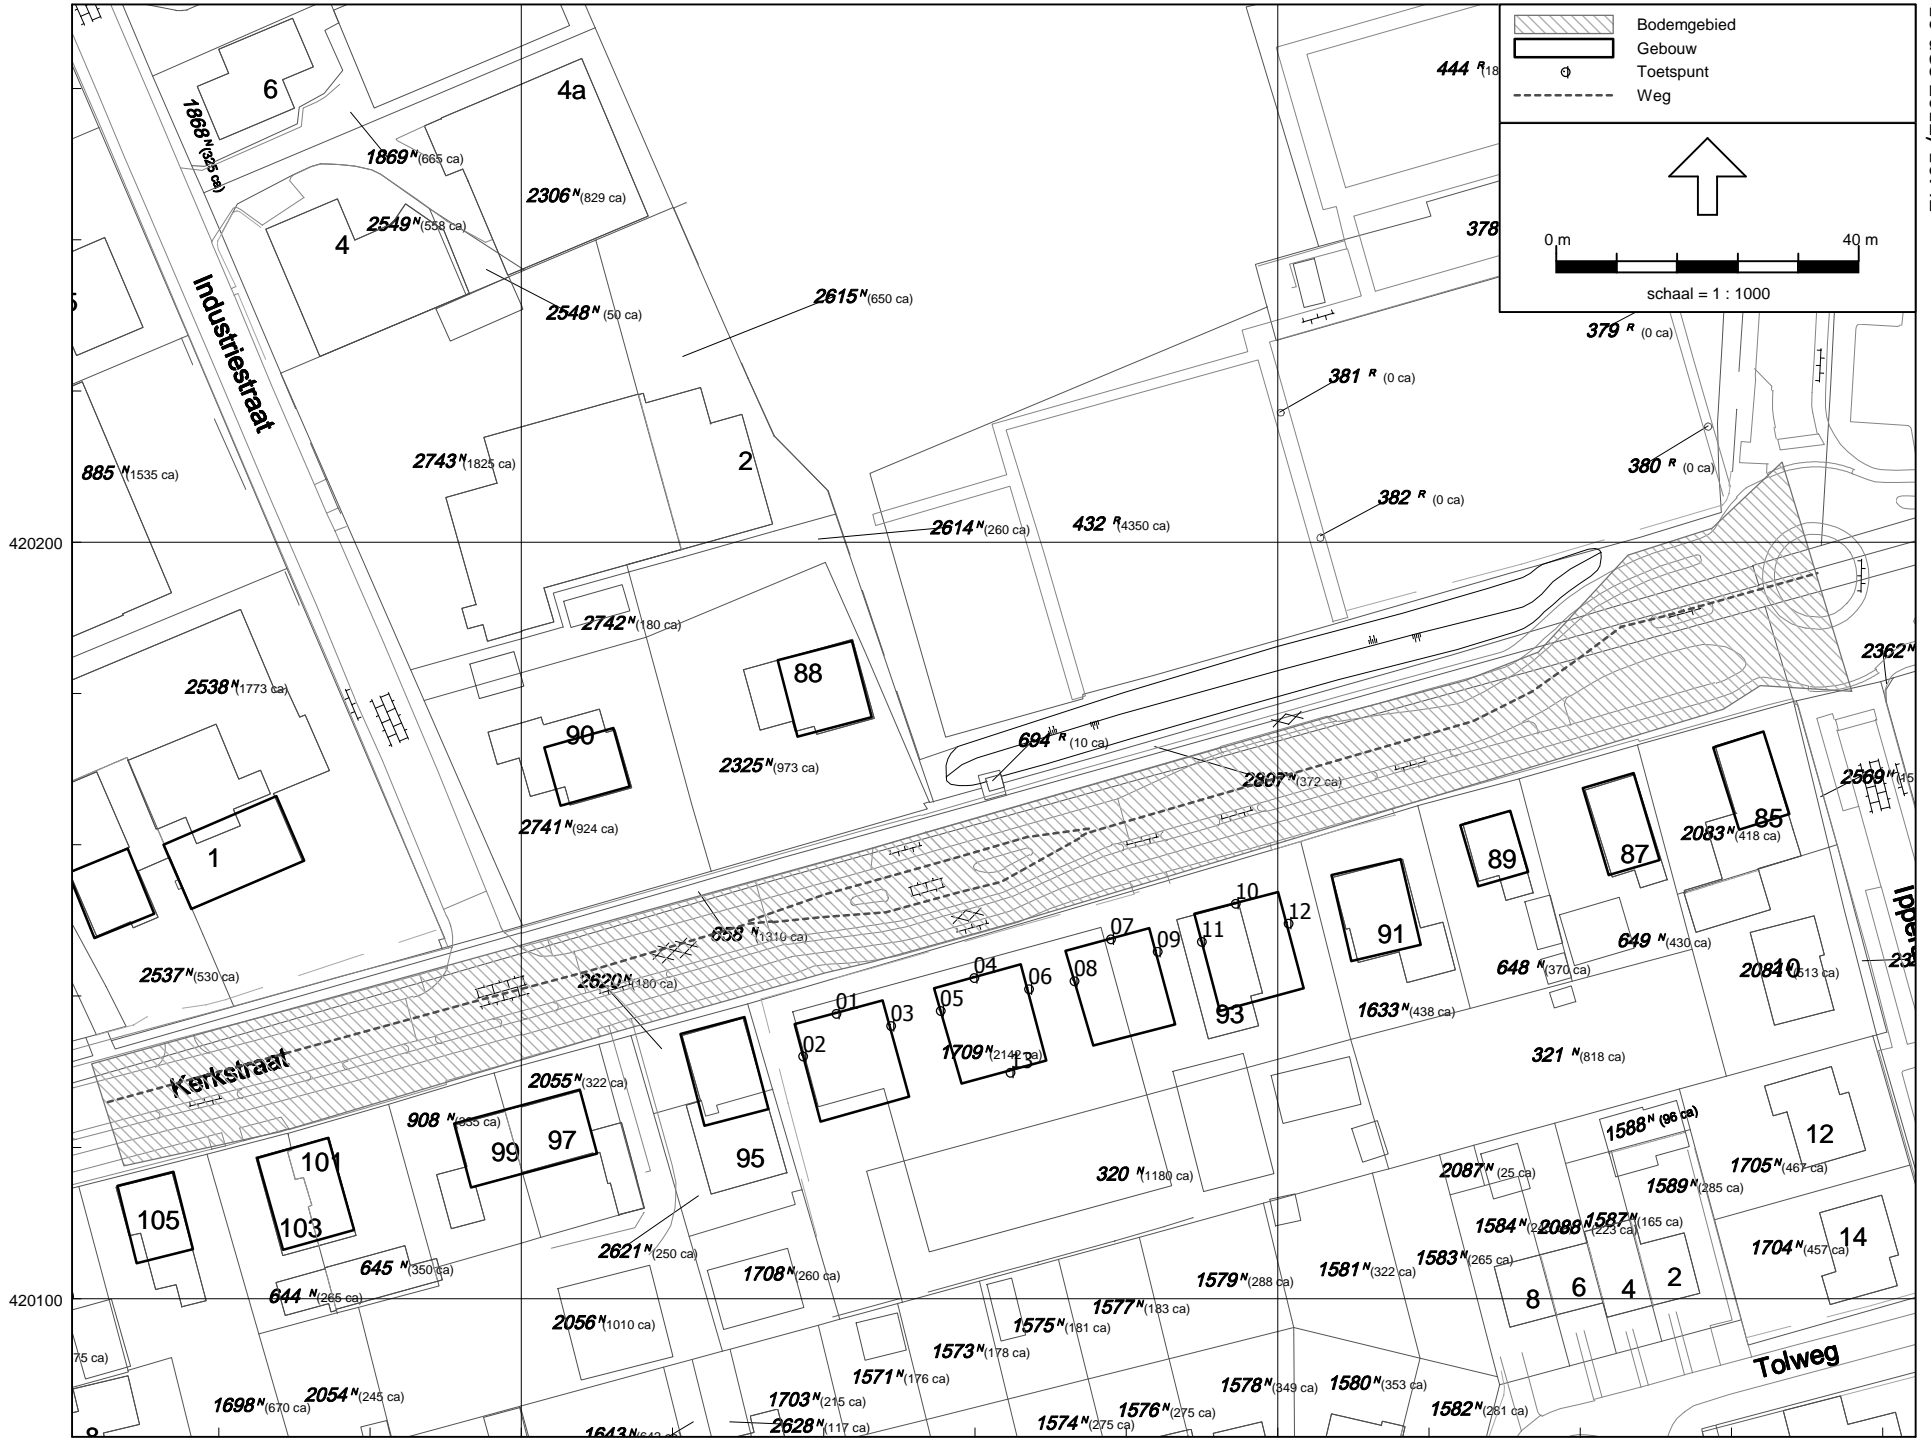 Bodemgebied
Gebouw
Toetspunt
Weg
0 m 40 m
schaal = 1 : 1000
6
4a
444 R (18
1868 N (325 ca)
1869 N (665 ca)
2306 N (829 ca)
2549 N (558 ca)
4
378
Industriestraat
2548 N (50 ca)
2615 N (650 ca)
379 R (0 ca)
381 R (0 ca)
885 N (1535 ca)
2743 N (1825 ca)
2
380 R (0 ca)
382 R (0 ca)
2614 N (260 ca)
432 R (4350 ca)
420200
2742 N (180 ca)
2362 N
88
2538 N (1773 ca)
90
694 R (10 ca)
2325 N (973 ca)
2807 N (372 ca)
2569 N (15
2741 N (924 ca)
85
2083 N (418 ca)
1
89
87
10
07
12
11
91
658 N (1310 ca)
09
649 N (430 ca)
2537 N (530 ca)
2620 N (180 ca)
04
06
08
648 N (370 ca)
2084 N (513 ca)
10
05
01
03
93
1633 N (438 ca)
02
1709 N (2142 ca)
13
321 N (818 ca)
Kerkstraat
2055 N (322 ca)
908 N (335 ca)
99
97
95
1588 N (96 ca)
12
101
320 N (1180 ca)
2087 N (25 ca)
1705 N (467 ca)
1589 N (285 ca)
105
103
1584 N
2088 N (223 ca)
1587 N (165 ca)
2621 N (250 ca)
1704 N (457 ca)
14
645 N (350 ca)
1708 N (260 ca)
1579 N (288 ca)
1581 N (322 ca)
1583 N (265 ca)
644 N (265 ca)
420100
8
6
4
2
2056 N (1010 ca)
1575 N (181 ca)
1577 N (183 ca)
75 ca)
1573 N (178 ca)
Tolweg
1571 N (176 ca)
1698 N (670 ca)
2054 N (245 ca)
1703 N (215 ca)
1578 N (349 ca)
1580 N (353 ca)
2628 N (117 ca)
1574 N (275 ca)
1576 N (275 ca)
1582 N (281 ca)